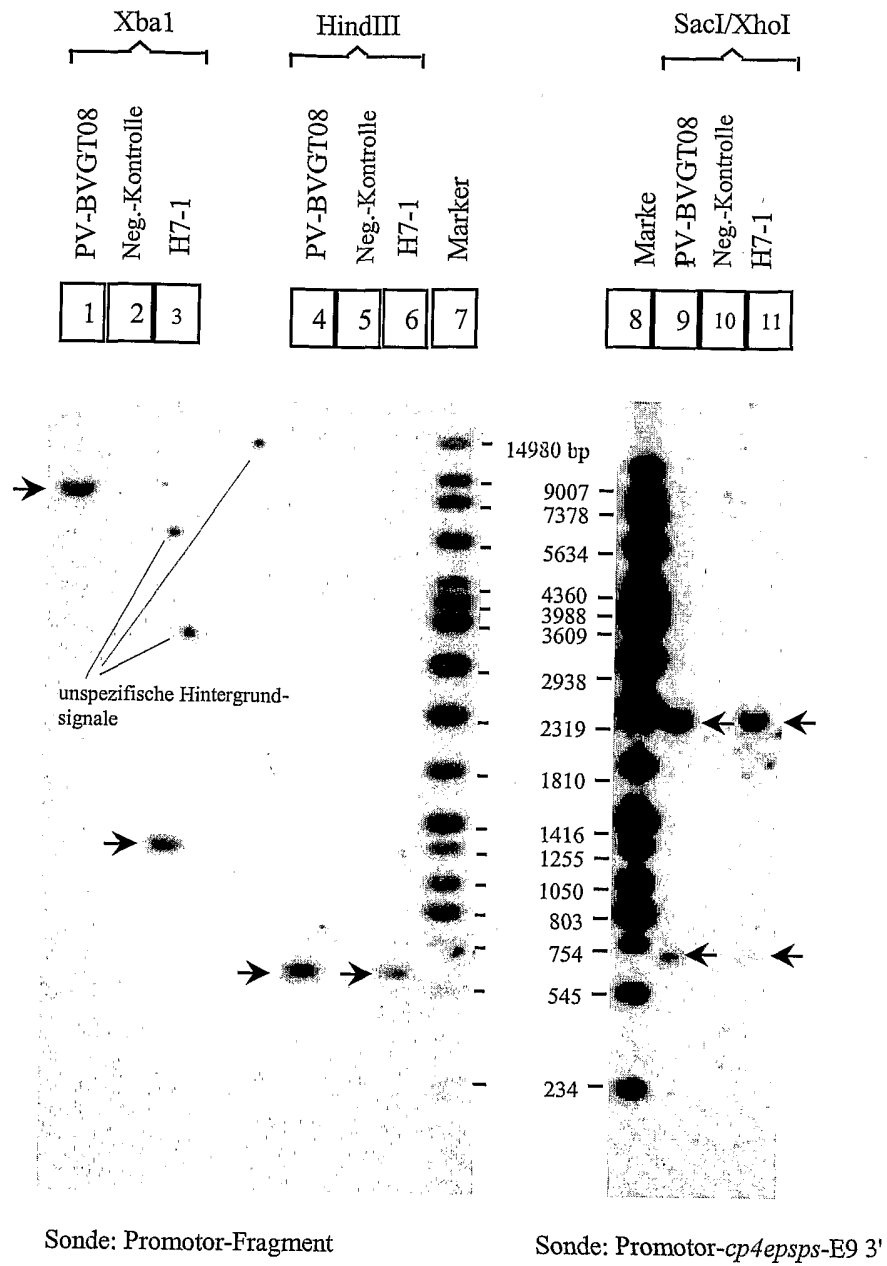 Xba1
HindIII
SacI/XhoI
PV-BVGT08
Neg.-Kontrolle
H7-1
PV-BVGT08
Neg.-Kontrolle
H7-1
Marker
Marke
PV-BVGT08
Neg.-Kontrolle
H7-1
1
2
3
4
5
6
7
8
9
10
11
14980 bp
9007
7378
5634
4360
3988
3609
2938
2319
1810
1416
1255
1050
803
754
545
234
unspezifische Hintergrund-
signale
Sonde: Promotor-Fragment
Sonde: Promotor-cp4epsps-E9 3'